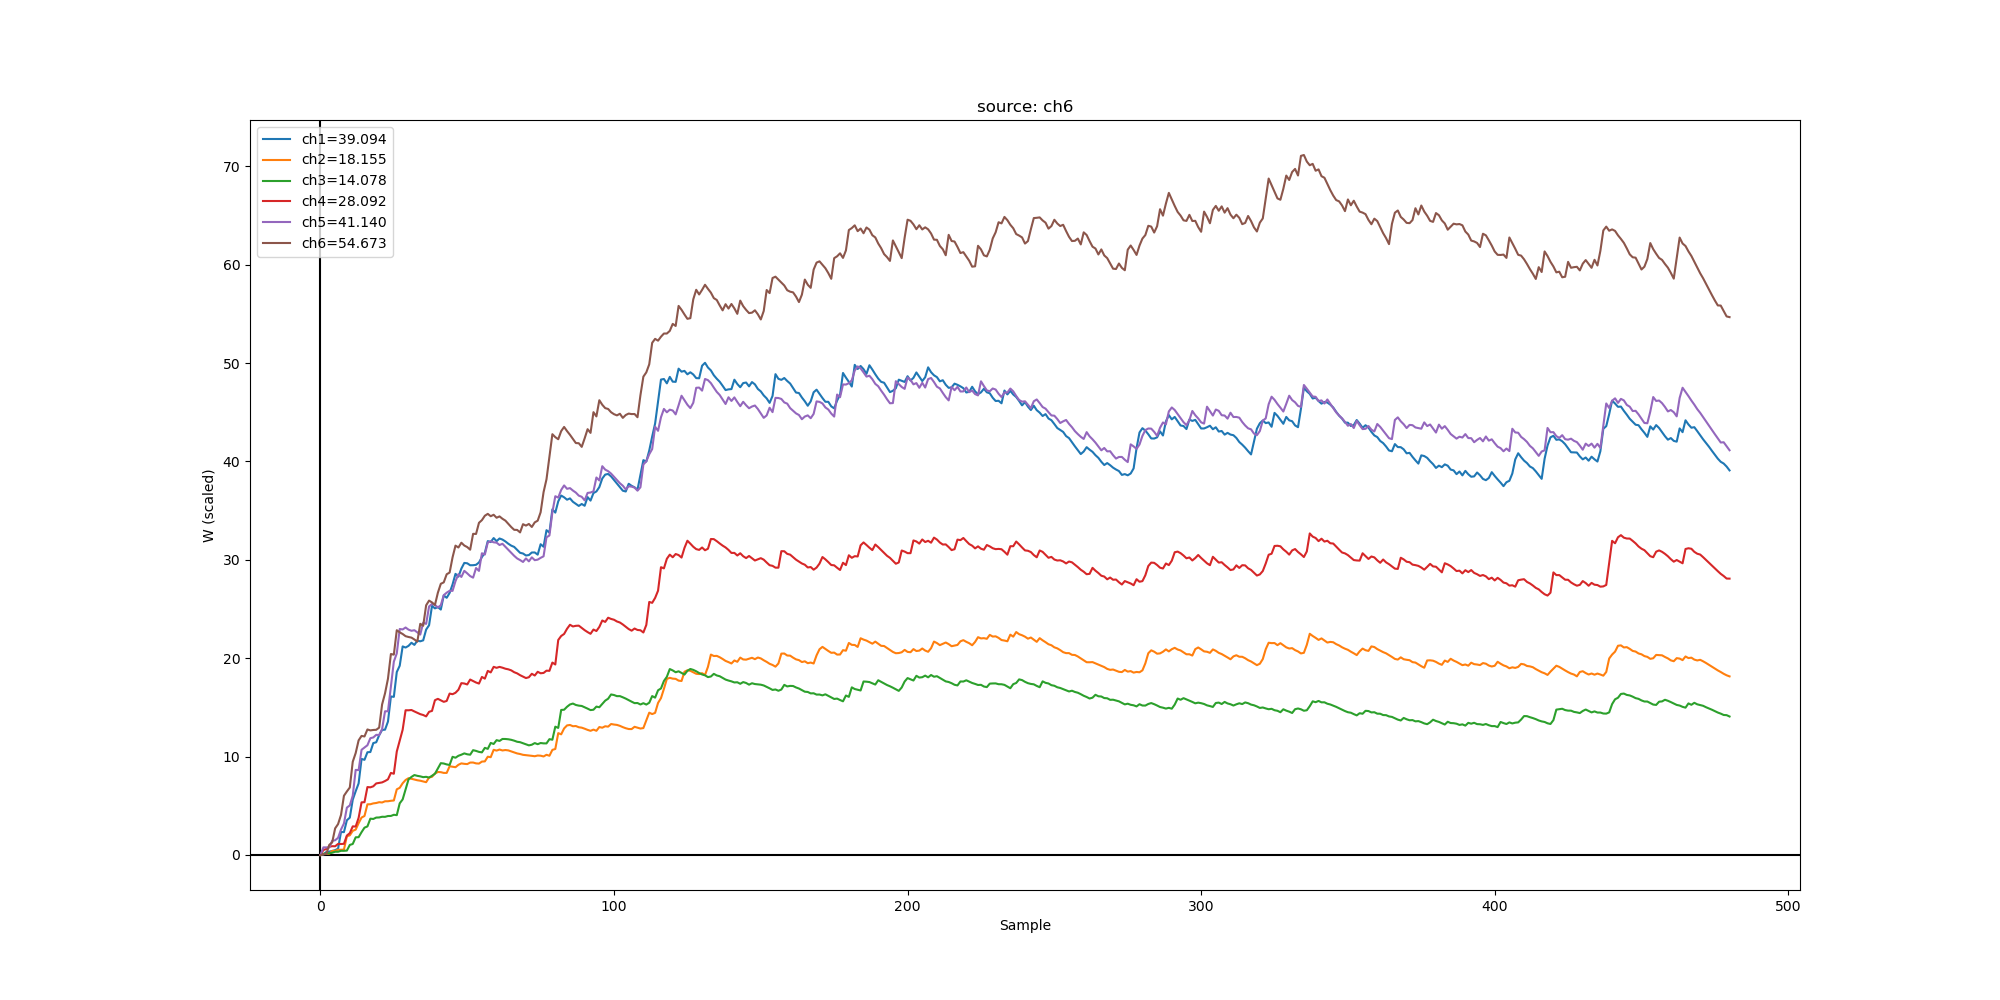 source: ch6
ch1=39.094
ch2=18.155
ch3=14.078
ch4=28.092
ch5=41.140
ch6=54.673
W (scaled)
70
60
50
40
30
20
10
0
0 100 200 300 400 500
Sample